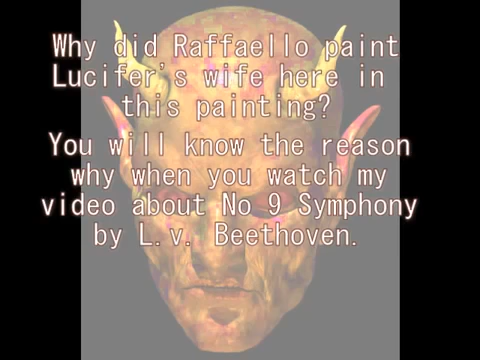 Why did Raffaello paint
Lucifer's wife here in
this painting?
You will know the reason
why when you watch my
video about No 9 Symphony
by L.v. Beethoven.